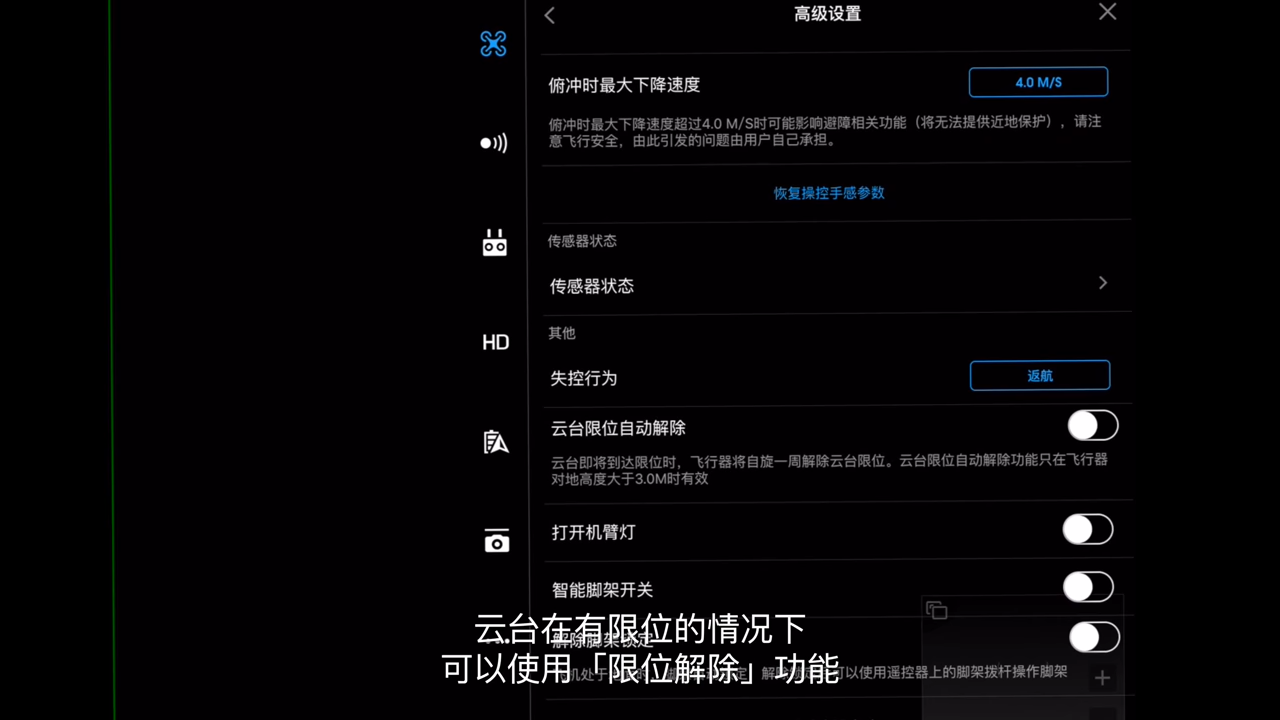 高级设置
俯冲时最大下降速度
4.0 M/S
俯冲时最大下降速度超过4.0 M/S时可能影响避障相关功能（将无法提供近地保护），请注
意飞行安全，由此引发的问题由用户自己承担。
恢复操控手感参数
传感器状态
传感器状态
其他
HD
失控行为
返航
云台限位自动解除
云台即将到达限位时，飞行器将自旋一周解除云台限位。云台限位自动解除功能只在飞行器
对地高度大于3.0M时有效
打开机臂灯
智能脚架开关
云台在有限位的情况下
可以使用「限位解除」功能
可以使用遥控器上的脚架拨杆操作脚架